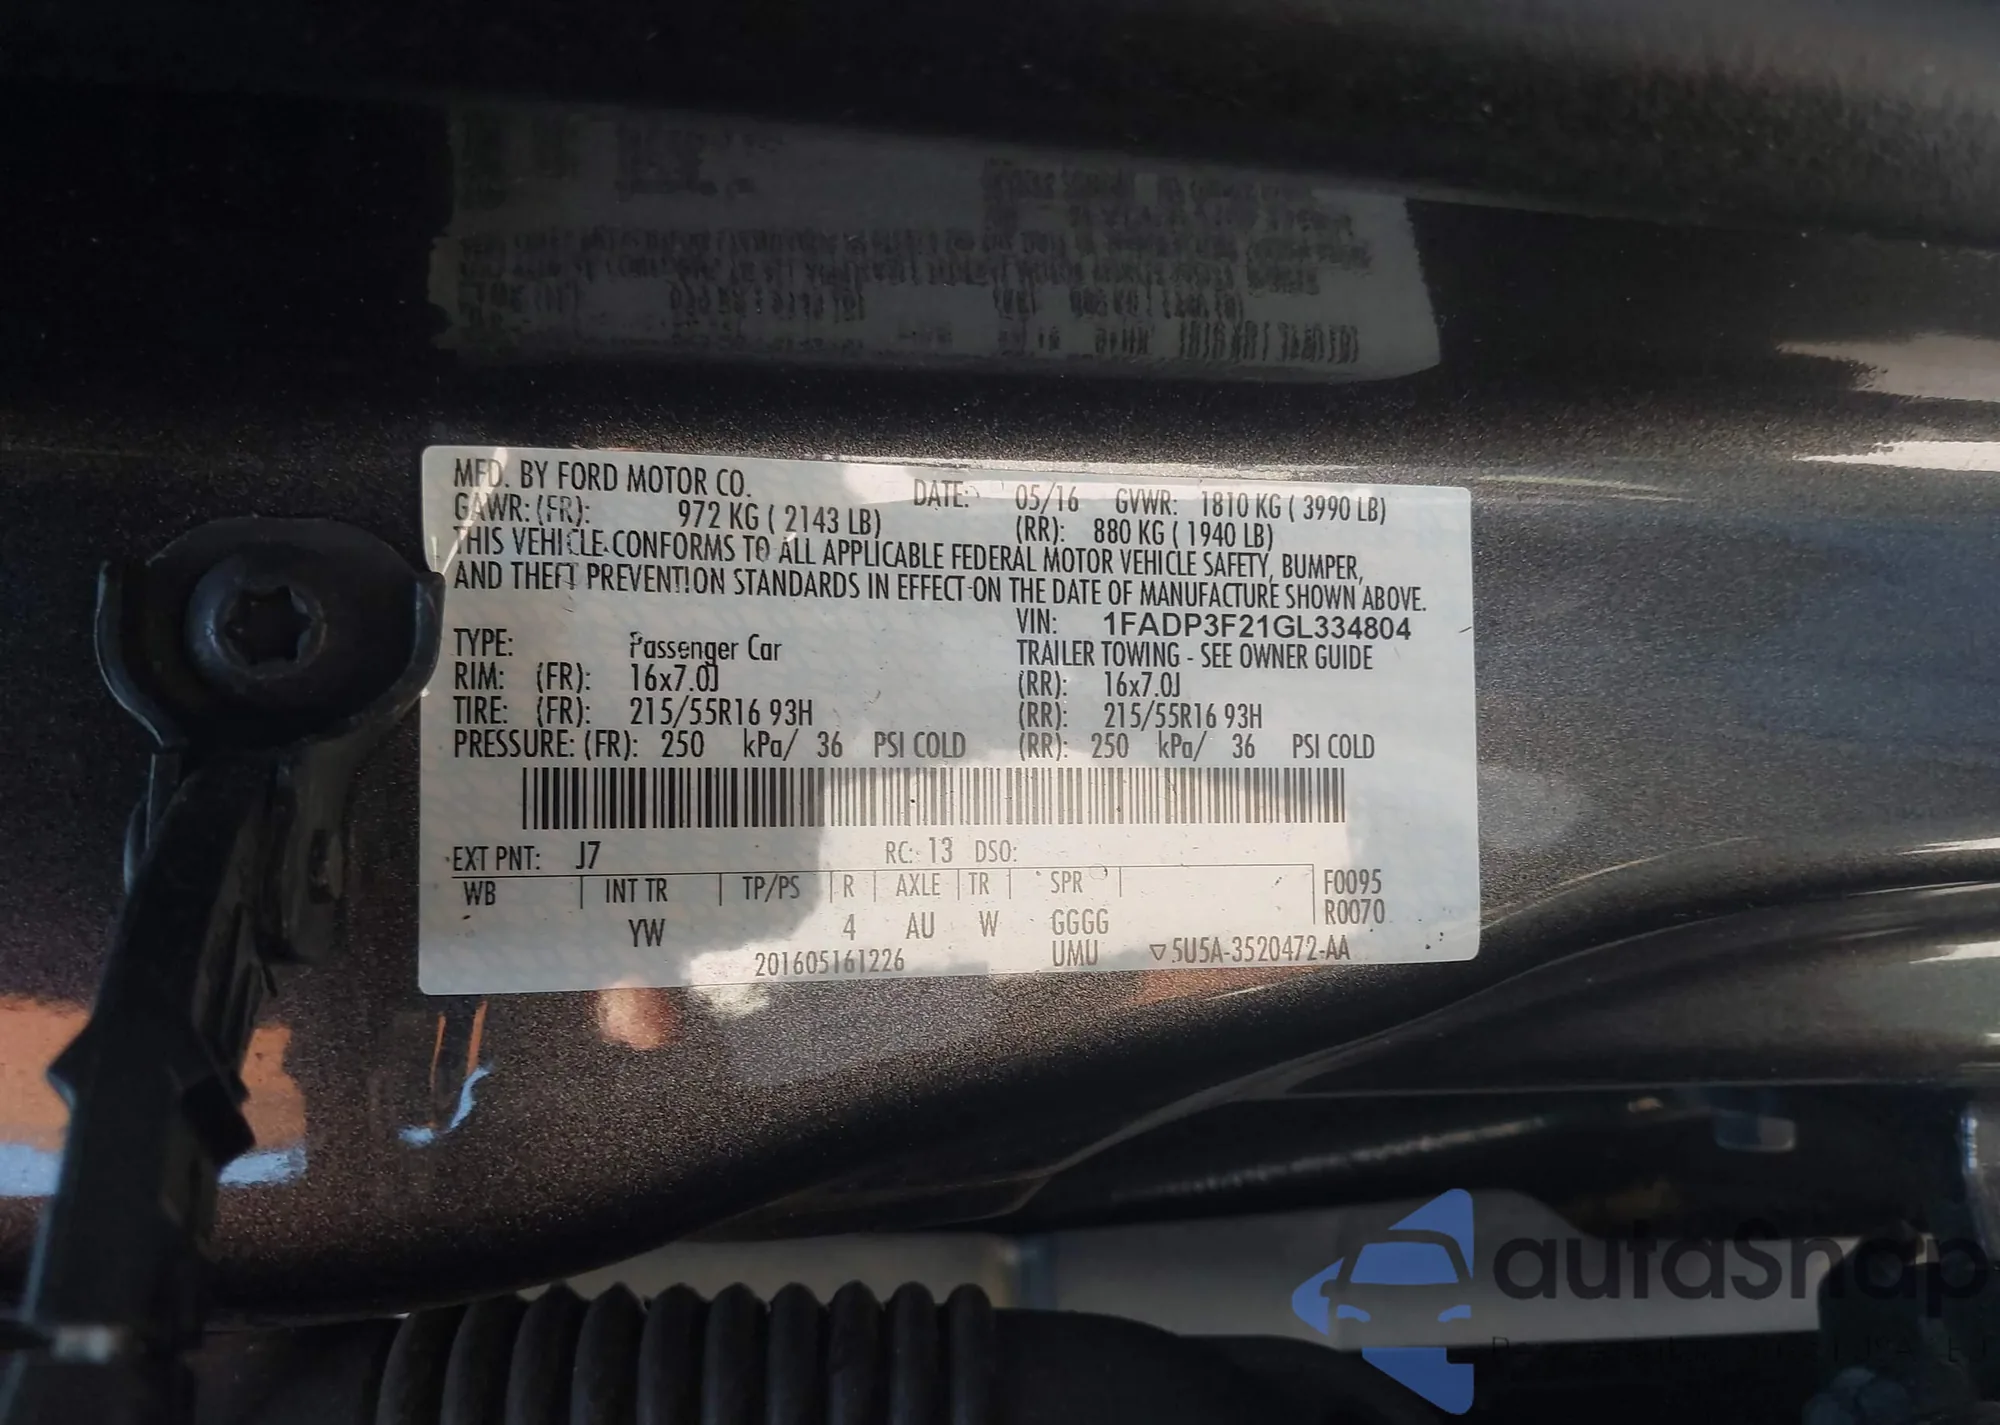 MFD. BY FORD MOTOR CO. DATE: 05/16 GVWR: 1810 KG ( 3990 LB)
GAWR: (FR): 972 KG ( 2143 LB) (RR): 880 KG ( 1940 LB)
THIS VEHICLE CONFORMS TO ALL APPLICABLE FEDERAL MOTOR VEHICLE SAFETY, BUMPER,
AND THEFT PREVENTION STANDARDS IN EFFECT ON THE DATE OF MANUFACTURE SHOWN ABOVE.
VIN: 1FADP3F21GL334804
TYPE: Passenger Car TRAILER TOWING - SEE OWNER GUIDE
RIM: (FR): 16x7.0J (RR): 16x7.0J
TIRE: (FR): 215/55R16 93H (RR): 215/55R16 93H
PRESSURE: (FR): 250 kPa/ 36 PSI COLD (RR): 250 kPa/ 36 PSI COLD
EXT PNT: J7 RC: 13 DSO:
WB | INT TR | TP/PS | R | AXLE | TR | SPR | F0095
YW 4 AU W GGGG R0070
201605161226 UMU ▽5U5A-3520472-AA
autoSnap